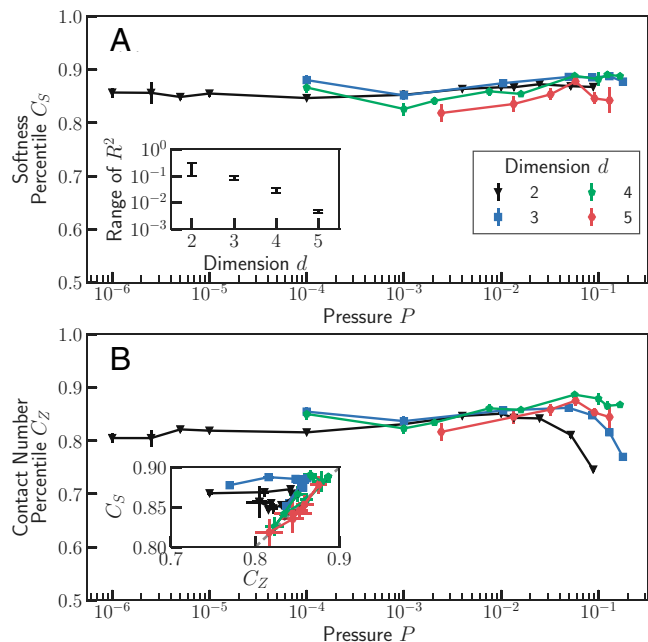 A
1.0
0.9
0.8
0.7
0.6
0.5
Softness
Percentile C_S
Range of R^2
10^0
10^{-1}
10^{-2}
10^{-3}
2 3 4 5
Dimension d
Dimension d
2 4
3 5
10^{-6} 10^{-5} 10^{-4} 10^{-3} 10^{-2} 10^{-1}
Pressure P
B
1.0
0.9
0.8
0.7
0.6
0.5
Contact Number
Percentile C_Z
C_S
0.90
0.85
0.80
0.7 0.8 0.9
C_Z
10^{-6} 10^{-5} 10^{-4} 10^{-3} 10^{-2} 10^{-1}
Pressure P